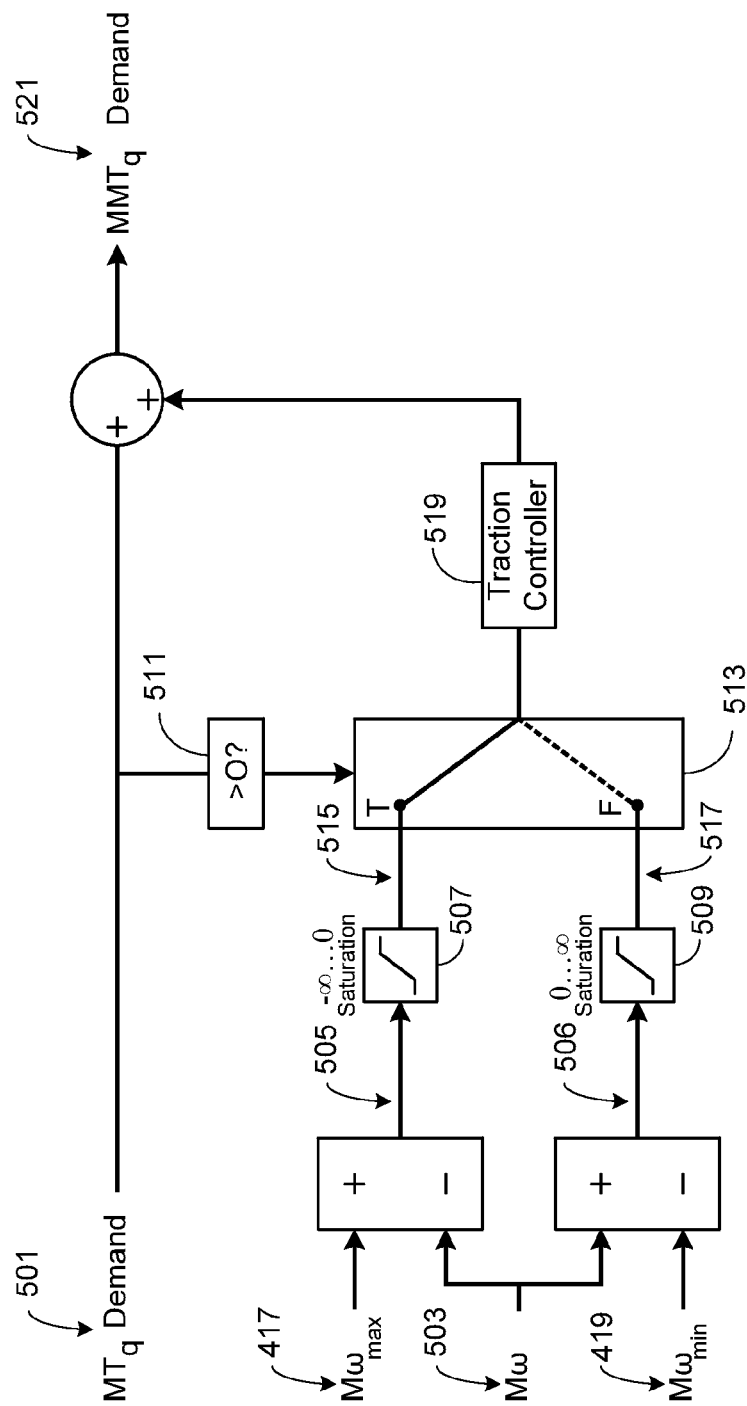 501
MTq Demand
521
MMTq Demand
+
+
511
>O?
417
Mωmax
503
Mω
419
Mωmin
+
−
+
−
505
506
-∞...0
Saturation
507
0...∞
Saturation
509
515
517
T
F
513
519
Traction
Controller